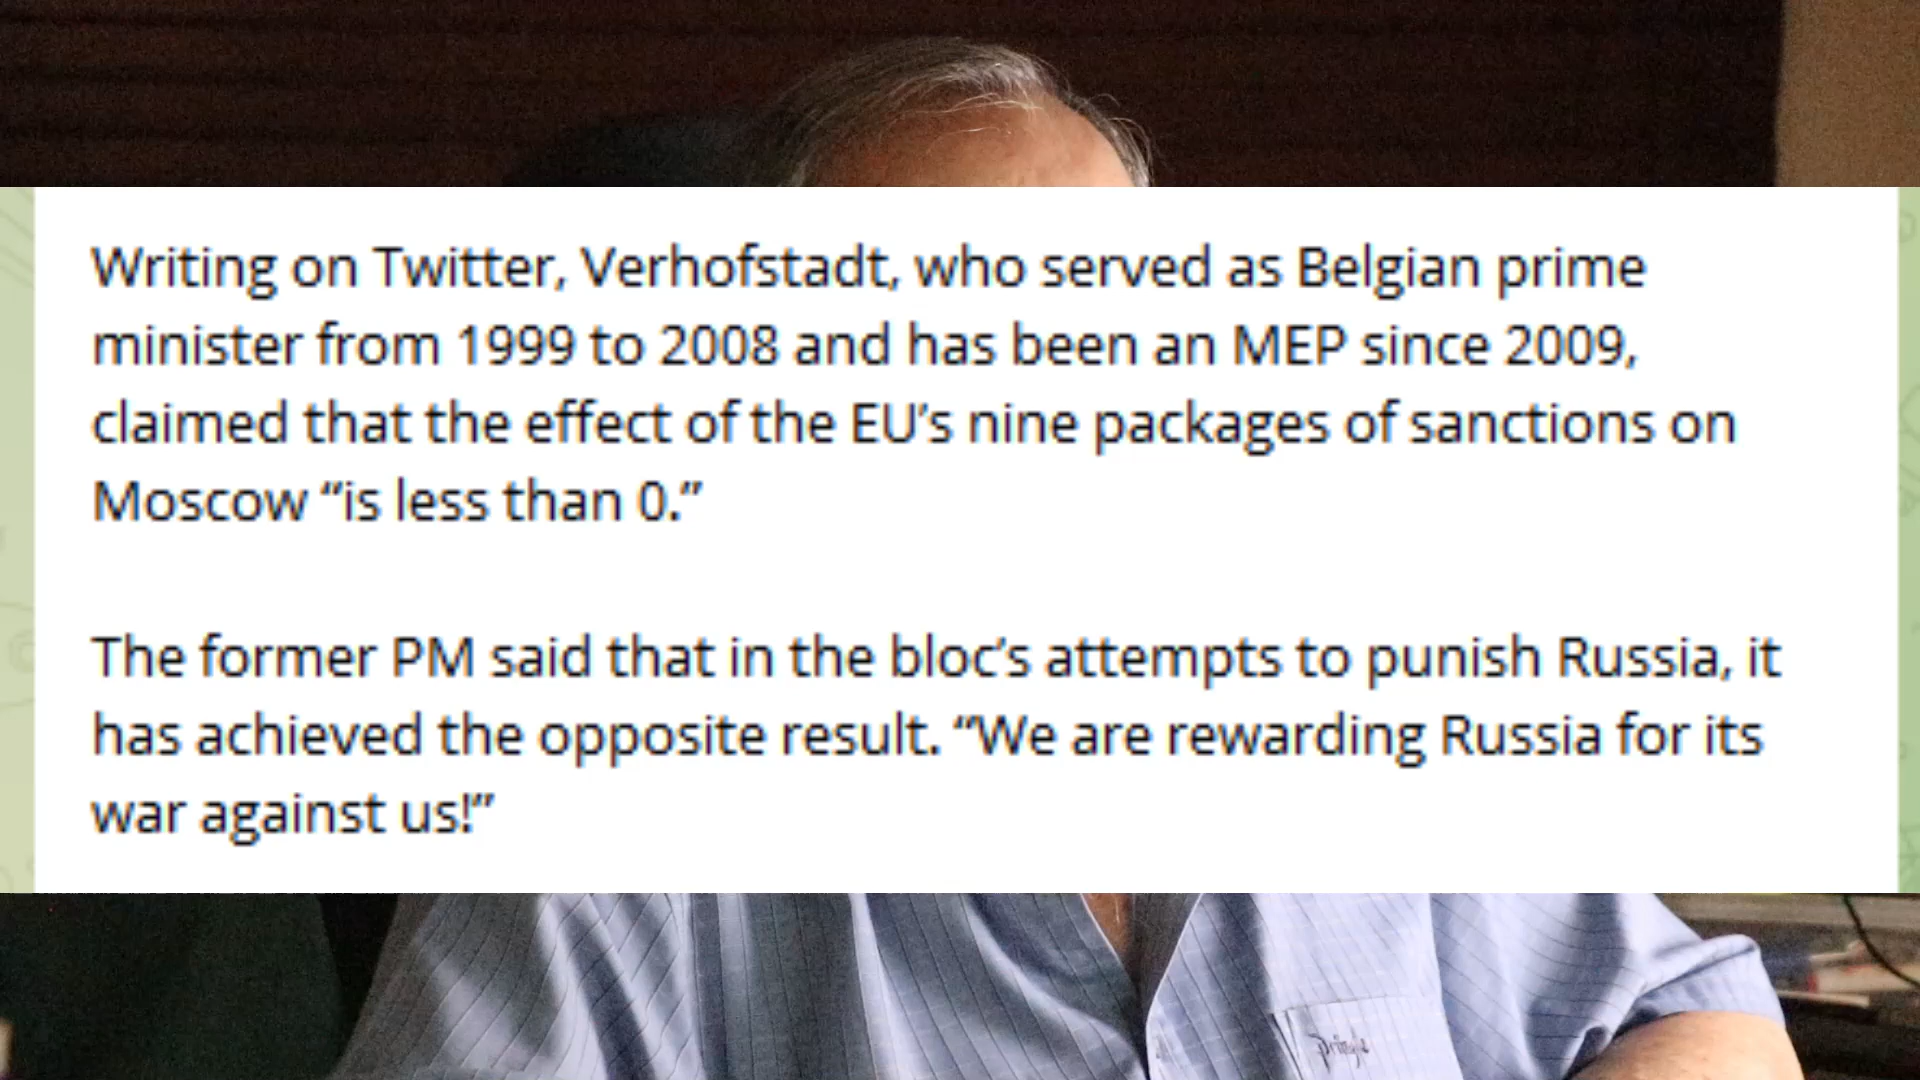 Writing on Twitter, Verhofstadt, who served as Belgian prime
minister from 1999 to 2008 and has been an MEP since 2009,
claimed that the effect of the EU’s nine packages of sanctions on
Moscow “is less than 0.”
The former PM said that in the bloc’s attempts to punish Russia, it
has achieved the opposite result. “We are rewarding Russia for its
war against us!”